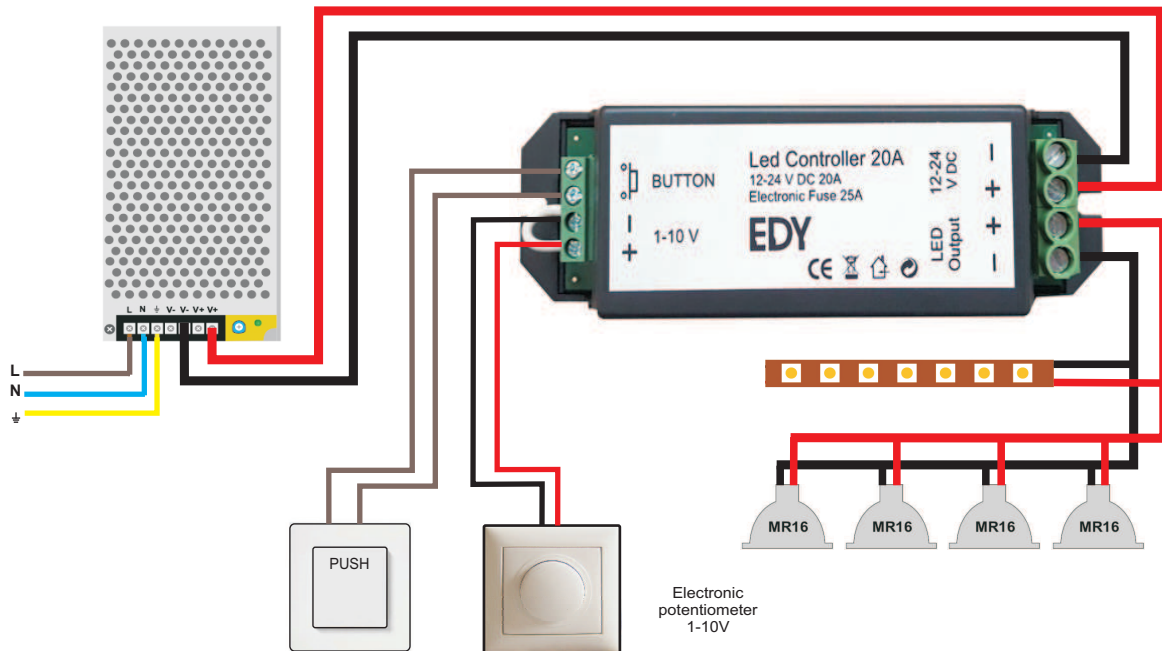 L N ⏚ V- V- V+ V+
L
N
⏚
BUTTON
−
+
1-10 V
Led Controller 20A
12-24 V DC 20A
Electronic Fuse 25A
EDY
CE
12-24
V DC
−
+
LED
Output
+
−
MR16
MR16
MR16
MR16
PUSH
Electronic
potentiometer
1-10V